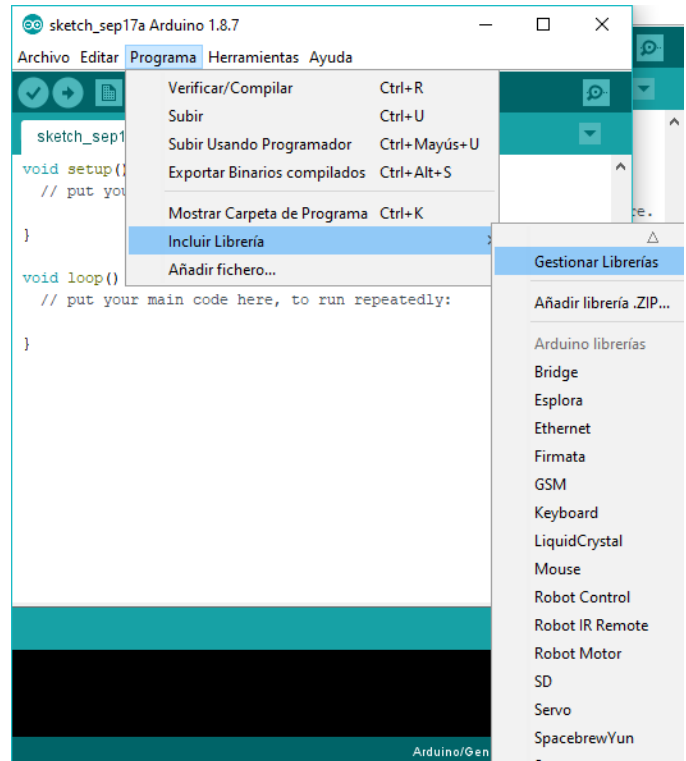 sketch_sep17a Arduino 1.8.7
Archivo Editar Programa Herramientas Ayuda
Verificar/Compilar Ctrl+R
Subir Ctrl+U
Subir Usando Programador Ctrl+Mayús+U
Exportar Binarios compilados Ctrl+Alt+S
Mostrar Carpeta de Programa Ctrl+K
Incluir Librería
Añadir fichero...
sketch_sep1
void setup()
// put you
}
void loop()
// put your main code here, to run repeatedly:
}
re.
Gestionar Librerías
Añadir librería .ZIP...
Arduino librerías
Bridge
Esplora
Ethernet
Firmata
GSM
Keyboard
LiquidCrystal
Mouse
Robot Control
Robot IR Remote
Robot Motor
SD
Servo
SpacebrewYun
Arduino/Gen